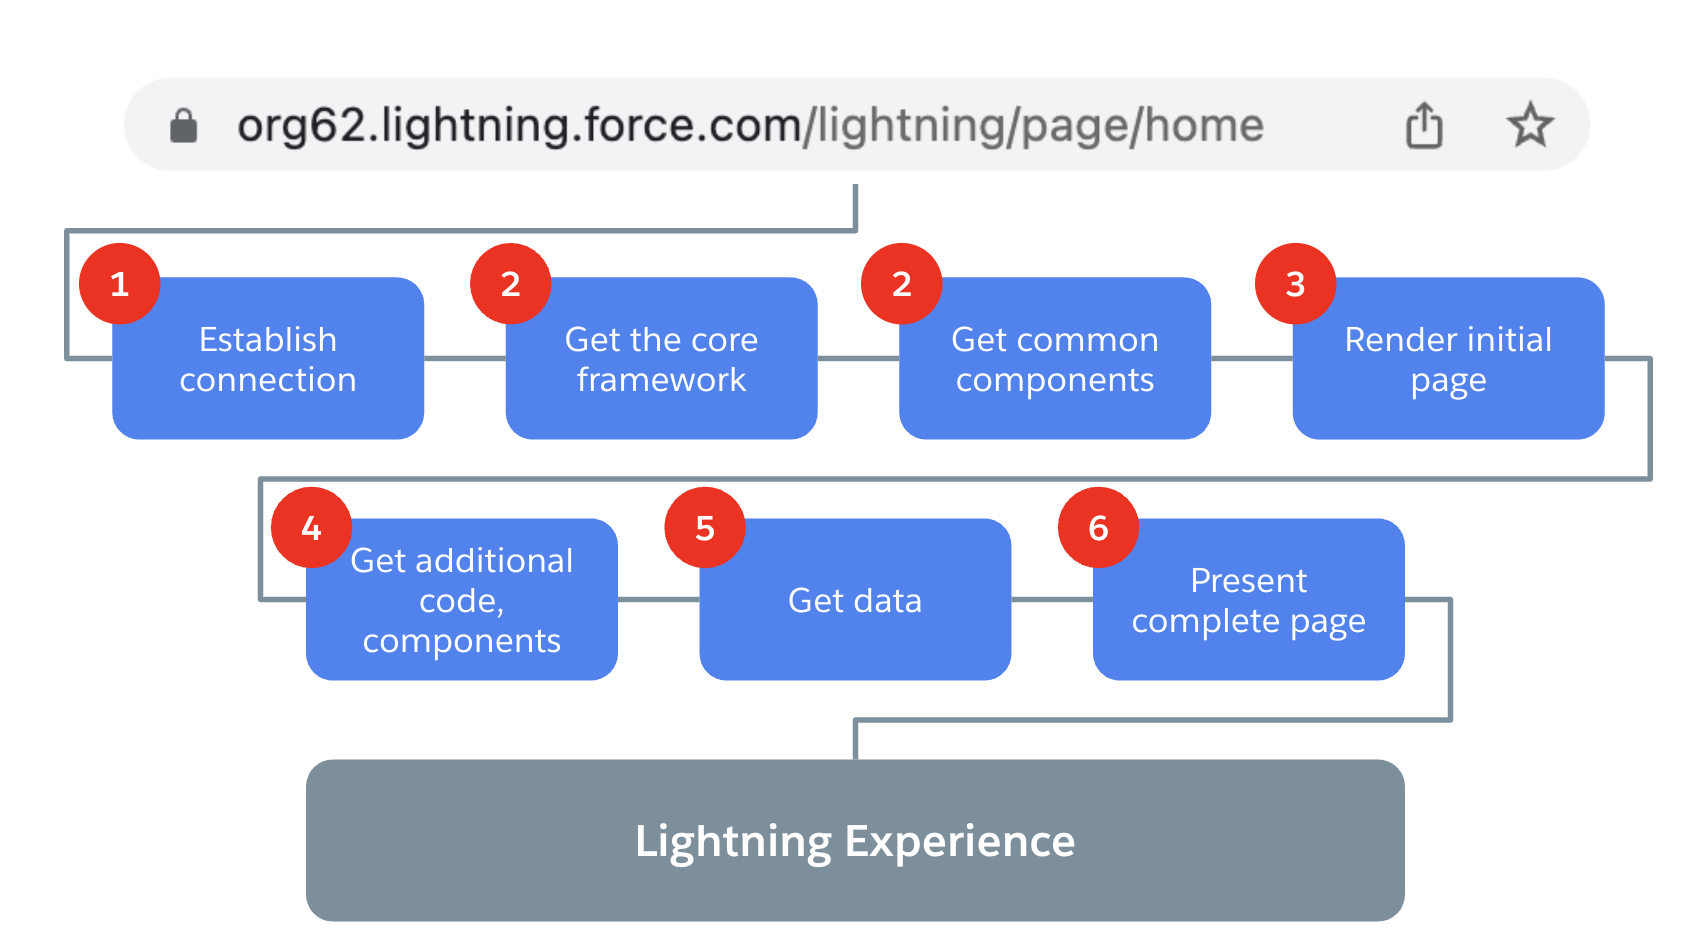 org62.lightning.force.com/lightning/page/home
1
Establish
connection
2
Get the core
framework
2
Get common
components
3
Render initial
page
4
Get additional
code,
components
5
Get data
6
Present
complete page
Lightning Experience